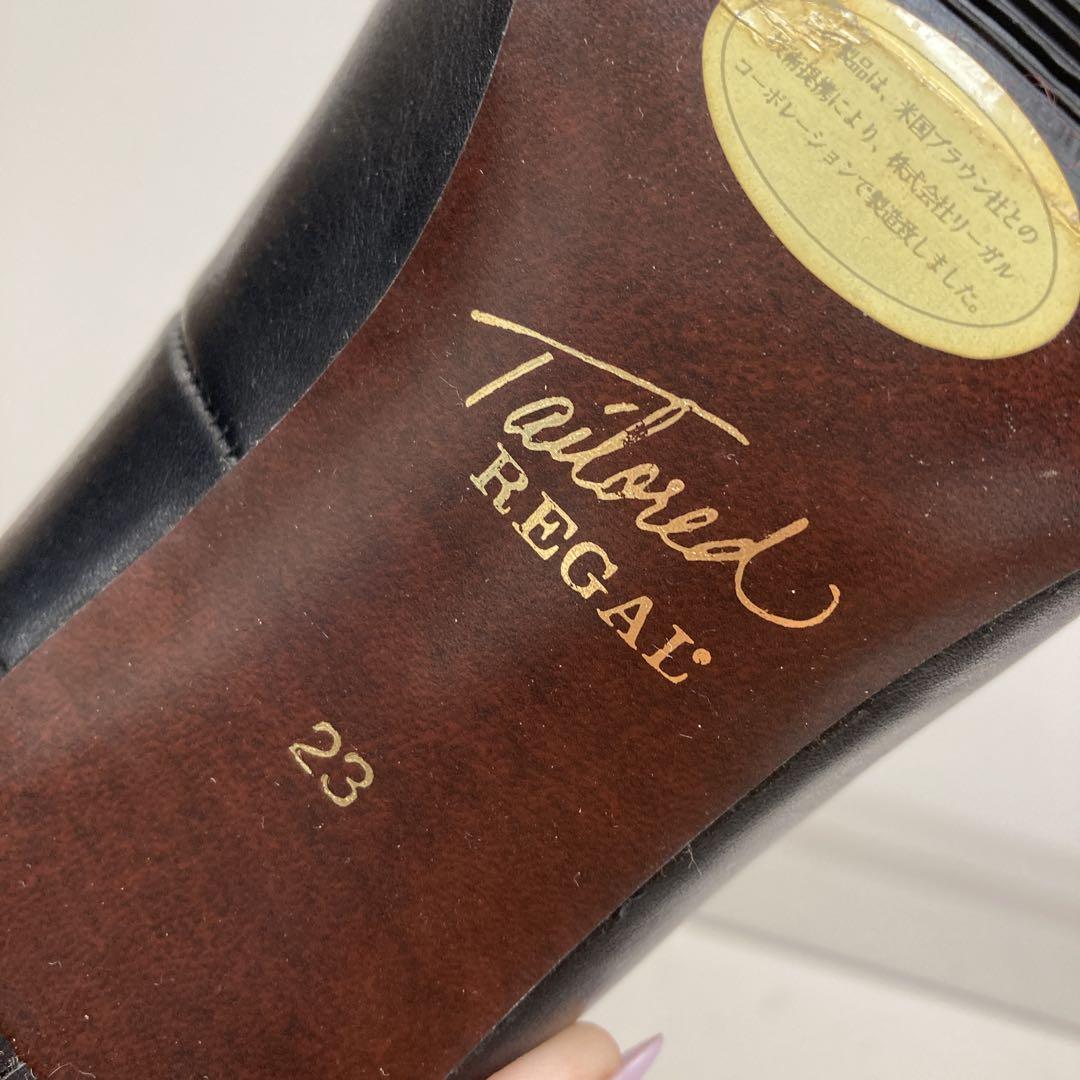 製品は、米国ブラウン社との
技術提携により、株式会社リーガル
コーポレーションで製造致しました。
Tailored
REGAL
23